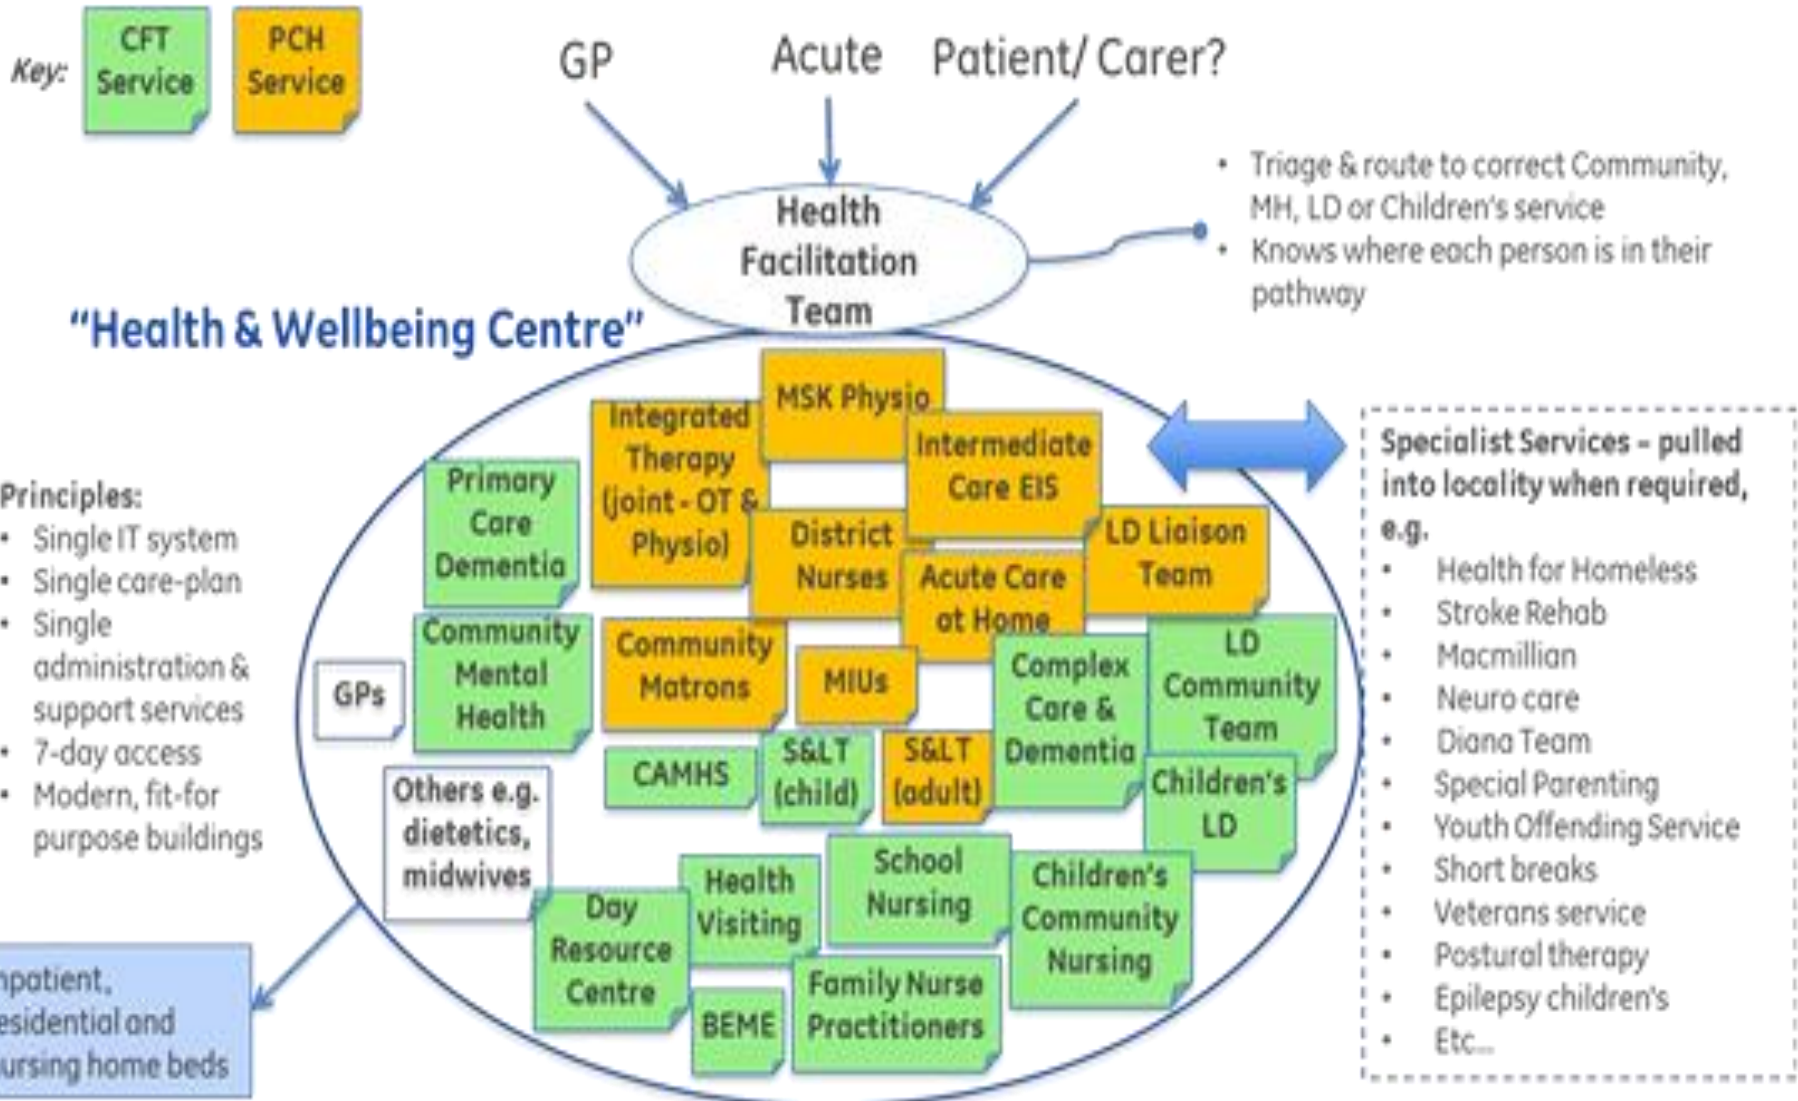 Key:
CFT
Service
PCH
Service
GP
Acute
Patient/ Carer?
Health
Facilitation
Team
• Triage & route to correct Community,
MH, LD or Children's service
• Knows where each person is in their
pathway
“Health & Wellbeing Centre”
Principles:
• Single IT system
• Single care-plan
• Single
administration &
support services
• 7-day access
• Modern, fit-for
purpose buildings
MSK Physio
Integrated
Therapy
(joint - OT &
Physio)
Intermediate
Care EIS
Primary
Care
Dementia
District
Nurses
LD Liaison
Team
Acute Care
at Home
Community
Mental
Health
Community
Matrons
MIUs
Complex
Care &
Dementia
LD
Community
Team
GPs
CAMHS
S&LT
(child)
S&LT
(adult)
Children's
LD
Others e.g.
dietetics,
midwives
Day
Resource
Centre
Health
Visiting
School
Nursing
Children's
Community
Nursing
BEME
Family Nurse
Practitioners
npatient,
esidential and
ursing home beds
Specialist Services – pulled
into locality when required,
e.g.
• Health for Homeless
• Stroke Rehab
• Macmillian
• Neuro care
• Diana Team
• Special Parenting
• Youth Offending Service
• Short breaks
• Veterans service
• Postural therapy
• Epilepsy children's
• Etc...